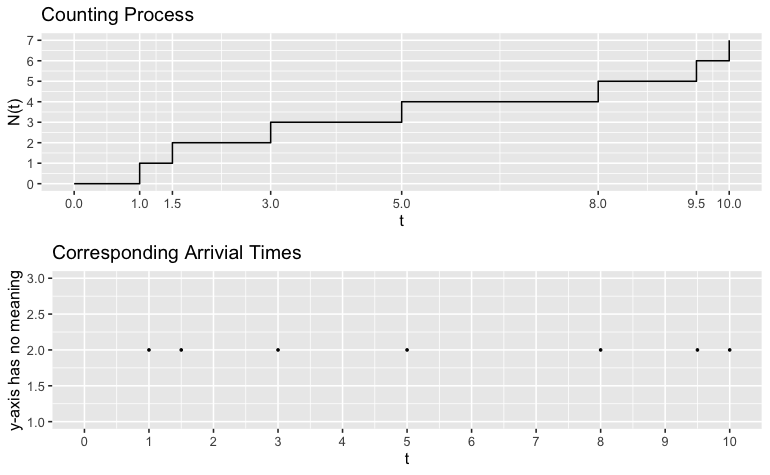 Counting Process
N(t)
7
6
5
4
3
2
1
0
0.0 1.0 1.5 3.0 5.0 8.0 9.5 10.0
t
Corresponding Arrivial Times
y-axis has no meaning
3.0
2.5
2.0
1.5
1.0
0 1 2 3 4 5 6 7 8 9 10
t